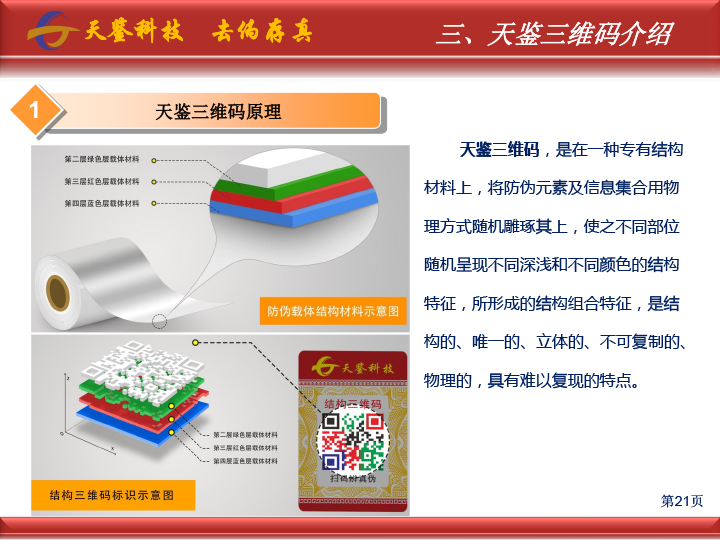 天鉴科技 去伪存真
三、天鉴三维码介绍
1
天鉴三维码原理
第二层绿色层载体材料
第三层红色层载体材料
第四层蓝色层载体材料
防伪载体结构材料示意图
天鉴三维码，是在一种专有结构
材料上，将防伪元素及信息集合用物
理方式随机雕琢其上，使之不同部位
随机呈现不同深浅和不同颜色的结构
特征，所形成的结构组合特征，是结
构的、唯一的、立体的、不可复制的、
物理的，具有难以复现的特点。
z
o
x
第二层绿色层载体材料
第三层红色层载体材料
第四层蓝色层载体材料
结构三维码标识示意图
天鉴科技
结构三维码
扫码辨真伪
第21页